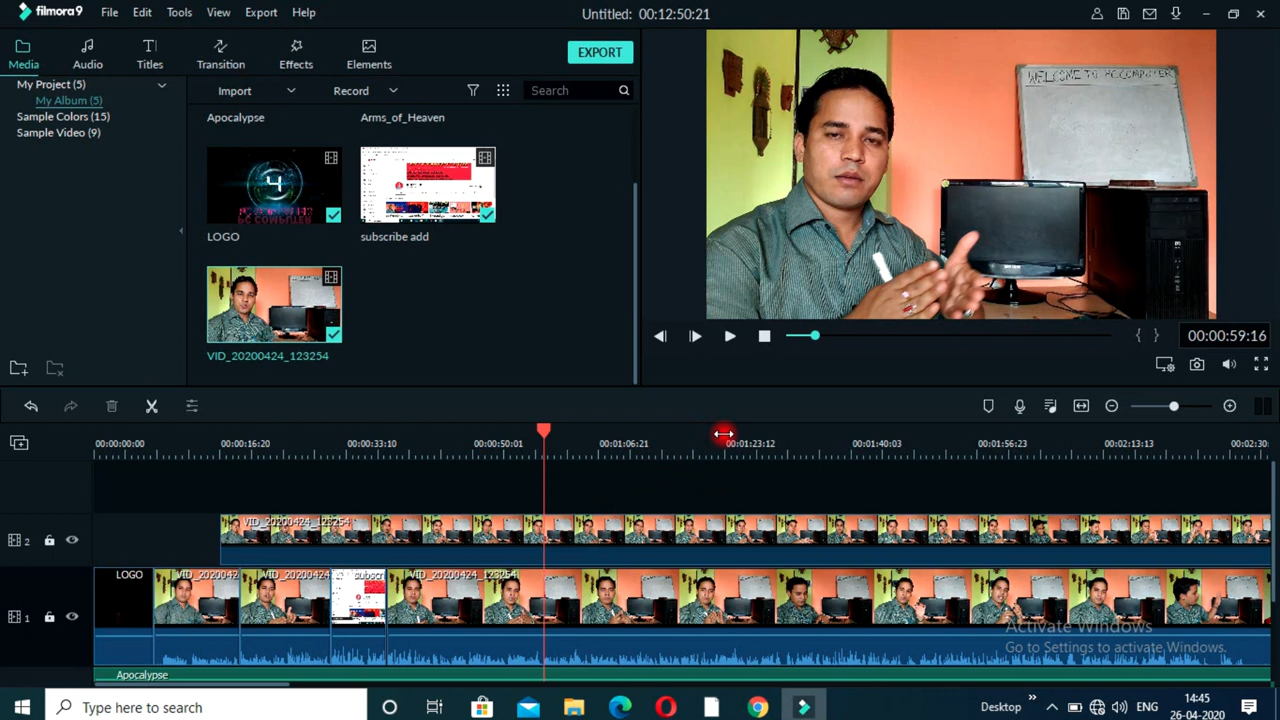 filmora9 File Edit Tools View Export Help
Untitled: 00:12:50:21
Media Audio Titles Transition Effects Elements
EXPORT
My Project (5)
My Album (5)
Sample Colors (15)
Sample Video (9)
Import Record Search
Apocalypse Arms_of_Heaven
LOGO subscribe add
VID_20200424_123254
WELCOME TO PC COMPUTER
00:00:59:16
00:00:00:00 00:00:16:20 00:00:33:10 00:00:50:01 00:01:06:21 00:01:23:12 00:01:40:03 00:01:56:23 00:02:13:13 00:02:30:
VID_20200424_123254
2
LOGO VID_202004 VID_20200424 subscr VID_20200424_123254
1
Apocalypse
Activate Windows
Go to Settings to activate Windows.
Type here to search
Desktop
ENG
14:45
26-04-2020